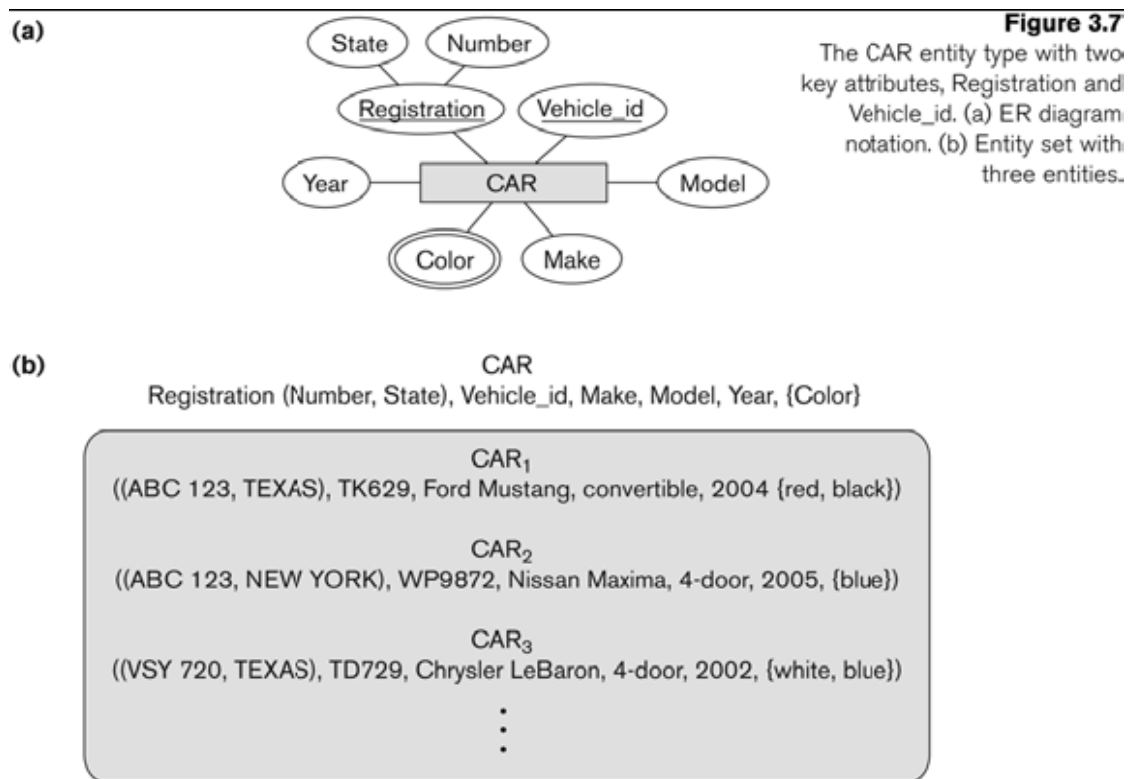 (a)
State
Number
Registration
Vehicle_id
Year
CAR
Model
Color
Make
Figure 3.7
The CAR entity type with two
key attributes, Registration and
Vehicle_id. (a) ER diagram
notation. (b) Entity set with
three entities.
(b)
CAR
Registration (Number, State), Vehicle_id, Make, Model, Year, {Color}
CAR₁
((ABC 123, TEXAS), TK629, Ford Mustang, convertible, 2004 {red, black})
CAR₂
((ABC 123, NEW YORK), WP9872, Nissan Maxima, 4-door, 2005, {blue})
CAR₃
((VSY 720, TEXAS), TD729, Chrysler LeBaron, 4-door, 2002, {white, blue})